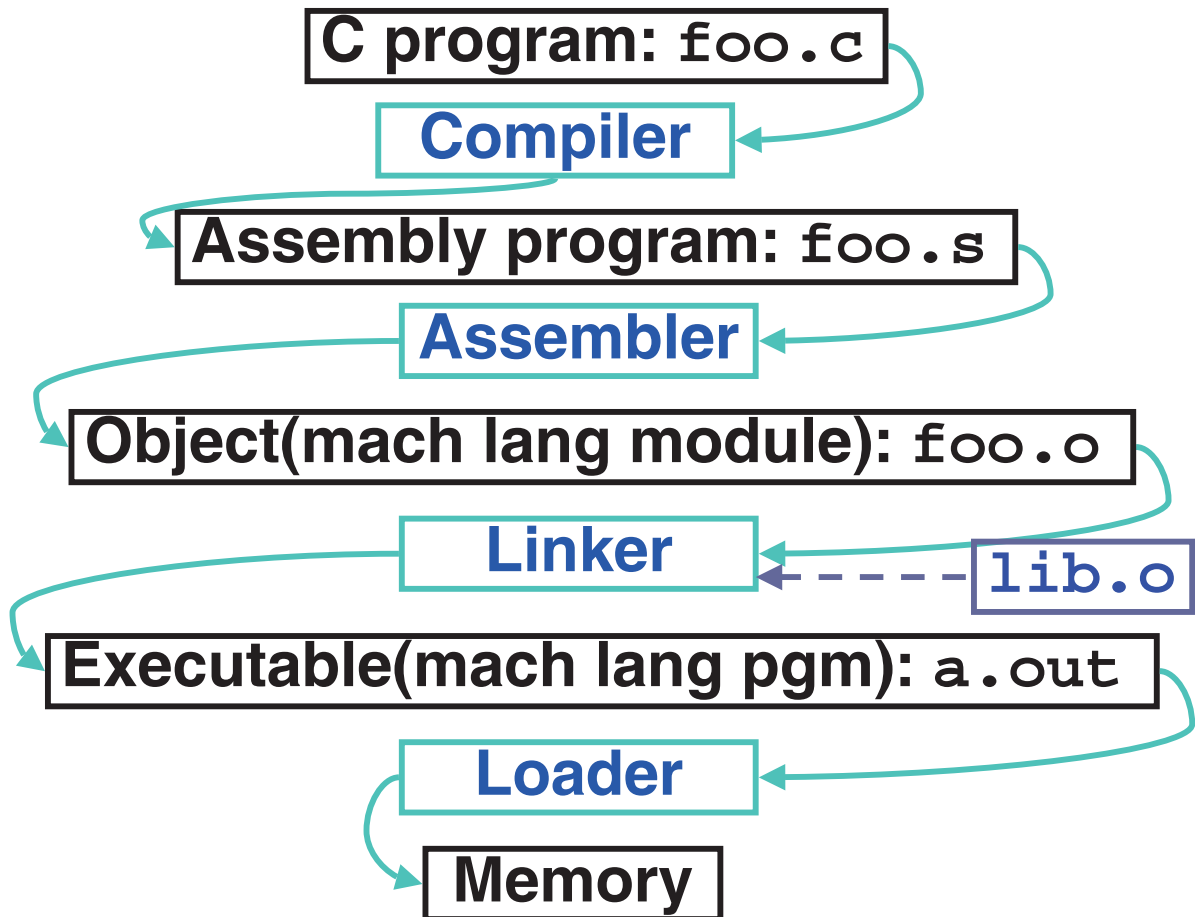 C program: foo.c
Compiler
Assembly program: foo.s
Assembler
Object(mach lang module): foo.o
Linker
lib.o
Executable(mach lang pgm): a.out
Loader
Memory